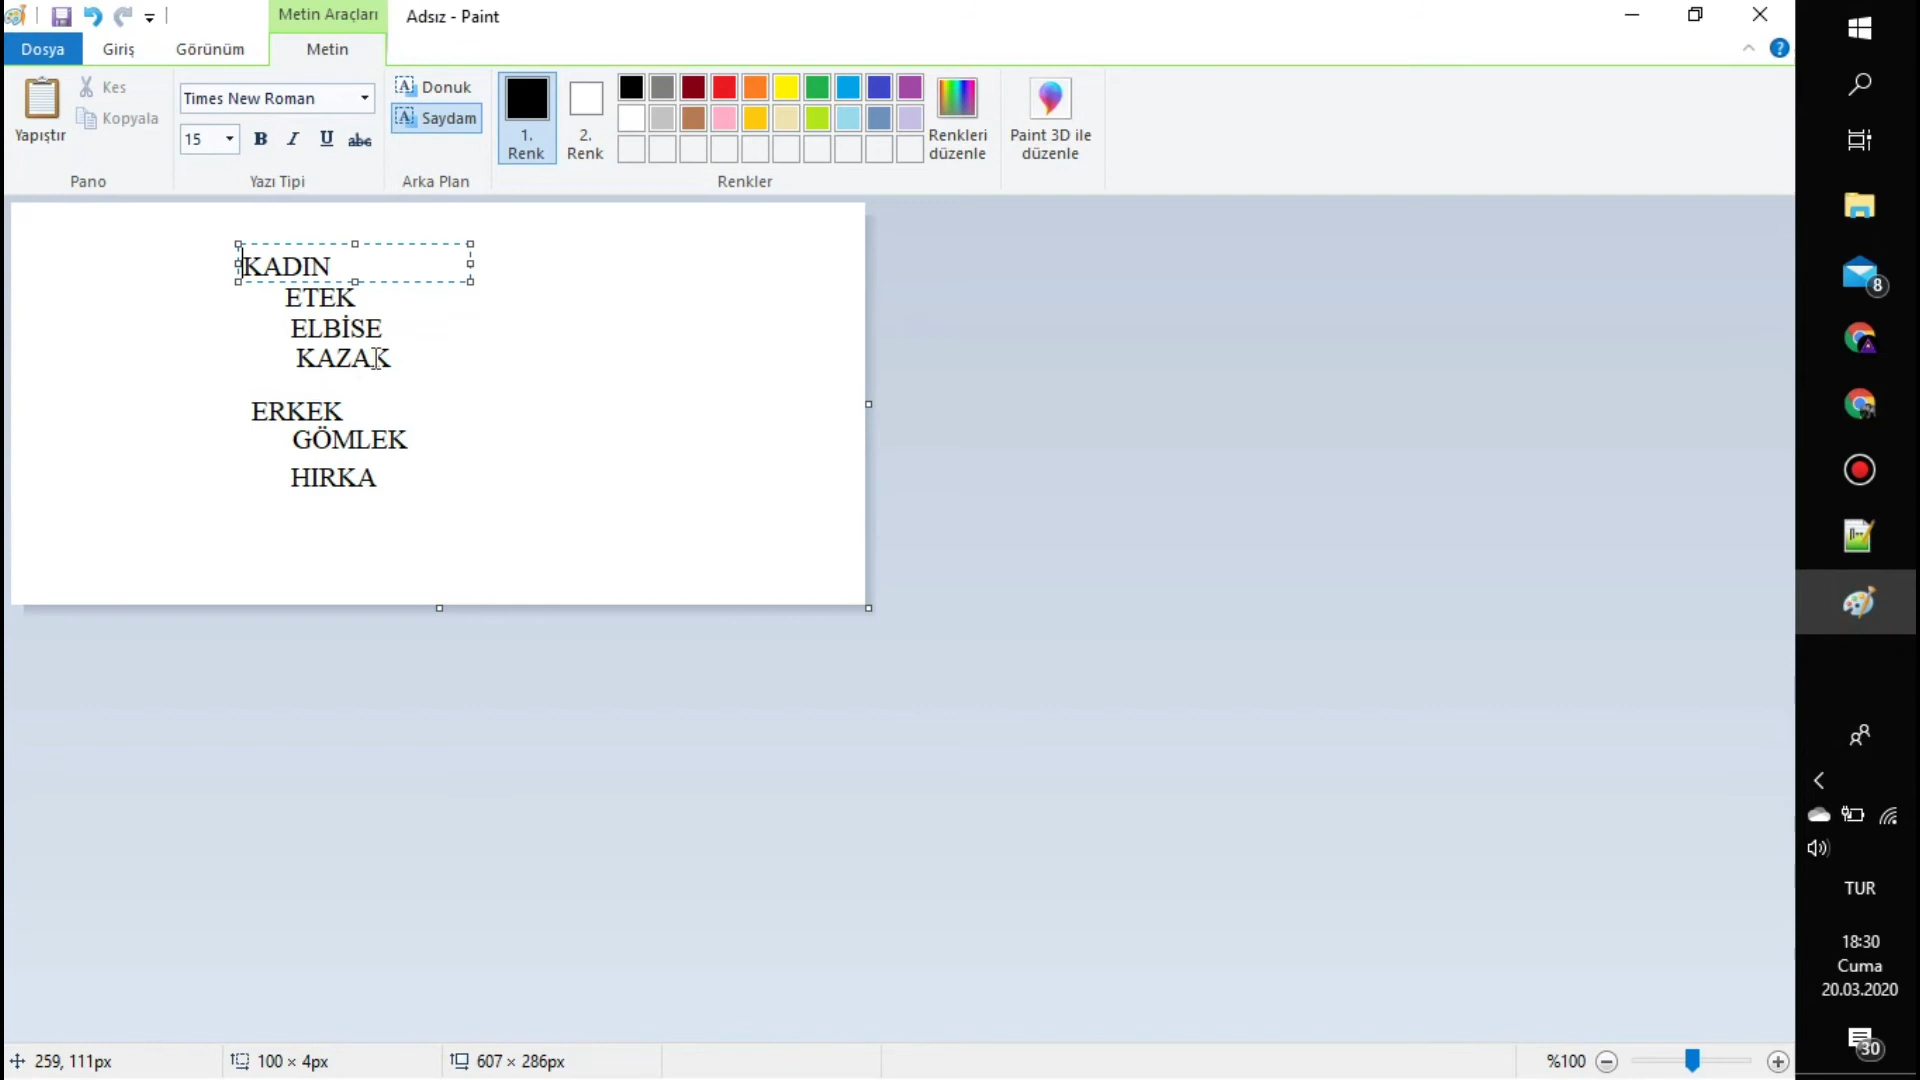 Metin Araçları
Adsız - Paint
Dosya
Giriş
Görünüm
Metin
Yapıştır
Kes
Kopyala
Pano
Times New Roman
15
B I U abc
Yazı Tipi
Donuk
Saydam
Arka Plan
1.
Renk
2.
Renk
Renkleri
düzenle
Renkler
Paint 3D ile
düzenle
KADIN
ETEK
ELBİSE
KAZAK
ERKEK
GÖMLEK
HIRKA
8
TUR
18:30
Cuma
20.03.2020
30
259, 111px
100 × 4px
607 × 286px
%100